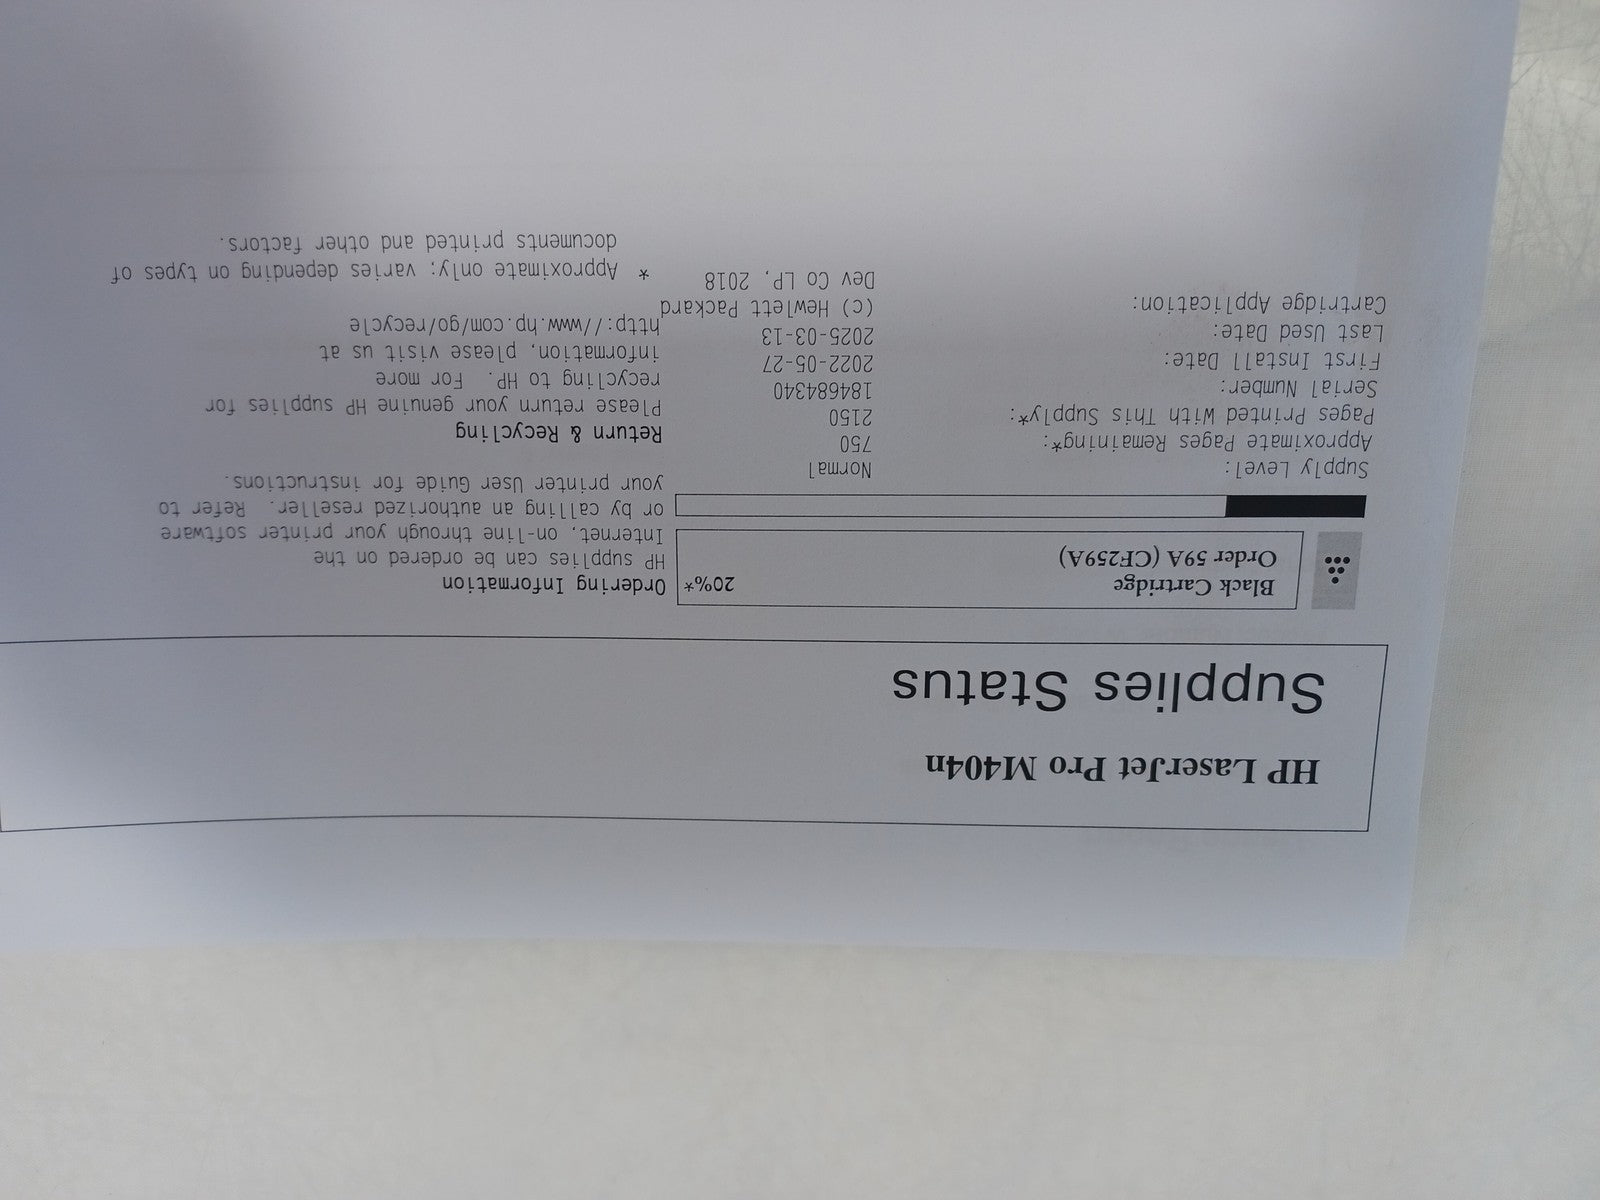 HP LaserJet Pro M404n
Supplies Status
Black Cartridge
Order 59A (CF259A)
20%*
Supply Level: Normal
Approximate Pages Remaining*: 750
Pages Printed With This Supply*: 2150
Serial Number: 184684340
First Install Date: 2022-05-27
Last Used Date: 2025-03-13
Cartridge Application: (c) Hewlett Packard
Dev Co LP, 2018
Ordering Information
HP supplies can be ordered on the
Internet, on-line through your printer software
or by calling an authorized reseller. Refer to
your printer User Guide for instructions.
Return & Recycling
Please return your genuine HP supplies for
recycling to HP. For more
information, please visit us at
http://www.hp.com/go/recycle
* Approximate only; varies depending on types of
documents printed and other factors.